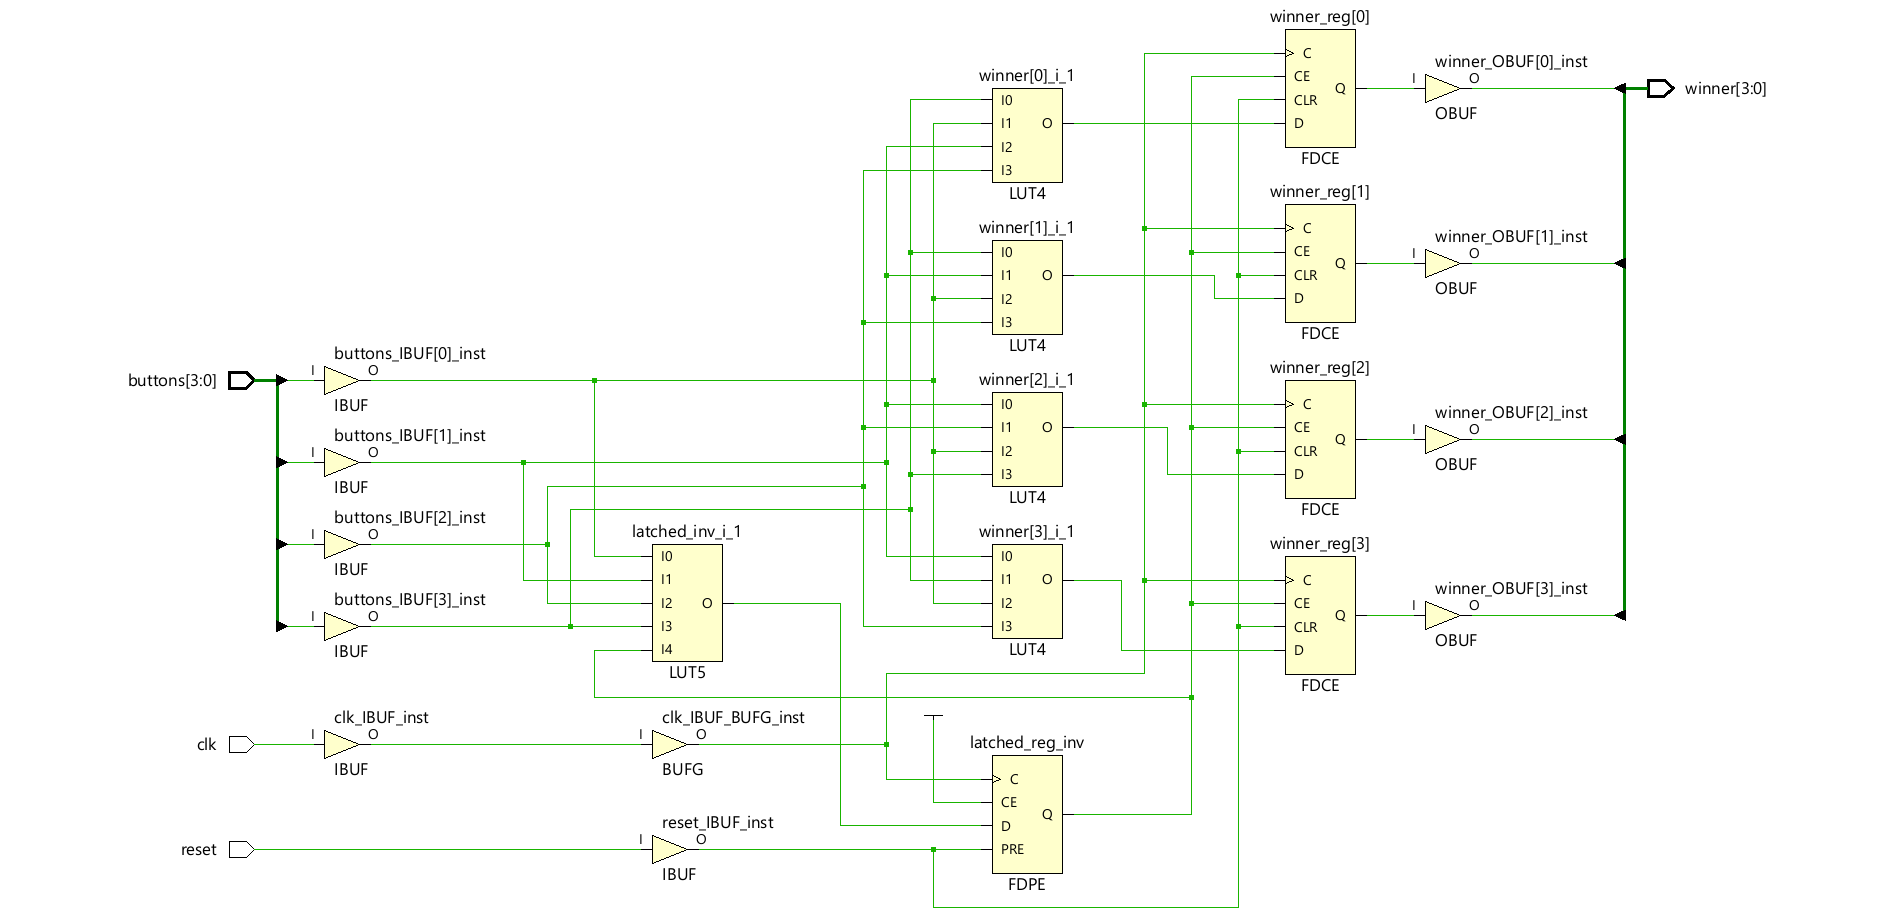 winner_reg[0]
C
CE
CLR
D
Q
FDCE
winner_OBUF[0]_inst
I
O
OBUF
winner[3:0]
winner[0]_i_1
I0
I1
I2
I3
O
LUT4
winner_reg[1]
C
CE
CLR
D
Q
FDCE
winner_OBUF[1]_inst
I
O
OBUF
winner[1]_i_1
I0
I1
I2
I3
O
LUT4
buttons[3:0]
buttons_IBUF[0]_inst
I
O
IBUF
winner_reg[2]
C
CE
CLR
D
Q
FDCE
winner_OBUF[2]_inst
I
O
OBUF
winner[2]_i_1
I0
I1
I2
I3
O
LUT4
buttons_IBUF[1]_inst
I
O
IBUF
buttons_IBUF[2]_inst
I
O
IBUF
latched_inv_i_1
I0
I1
I2
I3
I4
O
LUT5
winner[3]_i_1
I0
I1
I2
I3
O
LUT4
winner_reg[3]
C
CE
CLR
D
Q
FDCE
winner_OBUF[3]_inst
I
O
OBUF
buttons_IBUF[3]_inst
I
O
IBUF
clk
clk_IBUF_inst
I
O
IBUF
clk_IBUF_BUFG_inst
I
O
BUFG
latched_reg_inv
C
CE
D
PRE
Q
FDPE
reset
reset_IBUF_inst
I
O
IBUF